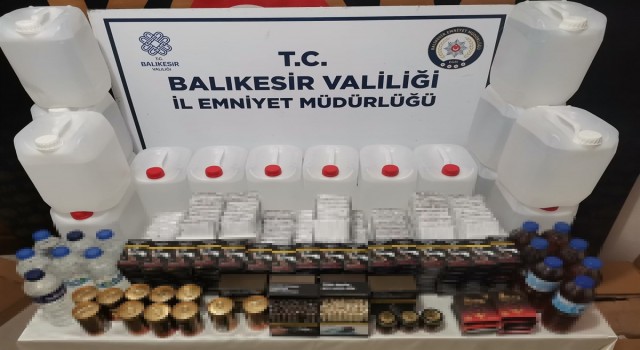 T.C.
BALIKESİR
VALİLİĞİ
T.C.
BALIKESİR VALİLİĞİ
İL EMNİYET MÜDÜRLÜĞÜ